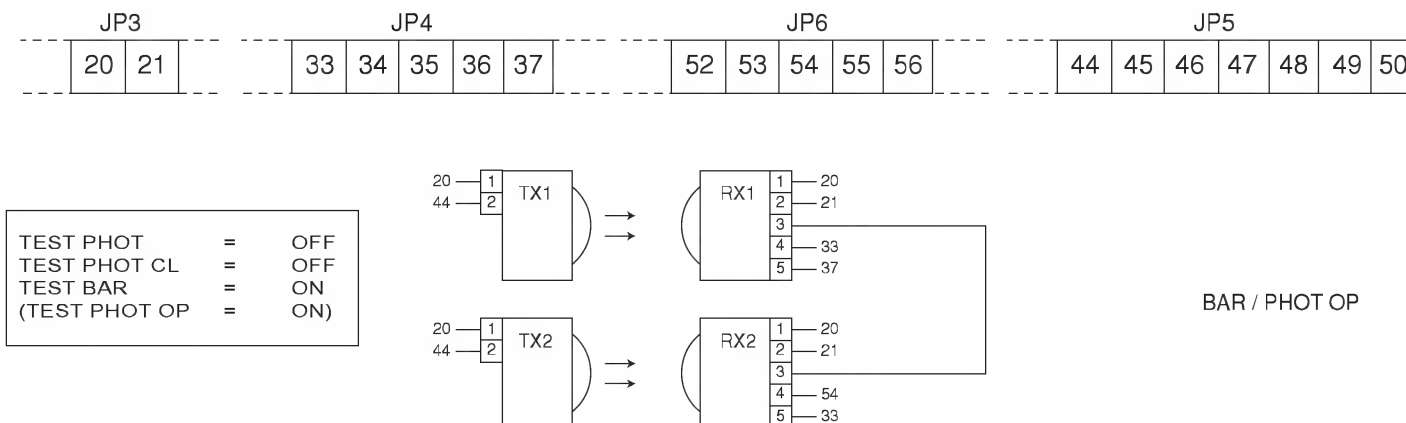 JP3 JP4 JP6 JP5
20 21 33 34 35 36 37 52 53 54 55 56 44 45 46 47 48 49 50
TEST PHOT = OFF
TEST PHOT CL = OFF
TEST BAR = ON
(TEST PHOT OP = ON)
20 1 TX1
44 2
RX1 1 20
2 21
3
4 33
5 37
20 1 TX2
44 2
RX2 1 20
2 21
3
4 54
5 33
BAR / PHOT OP